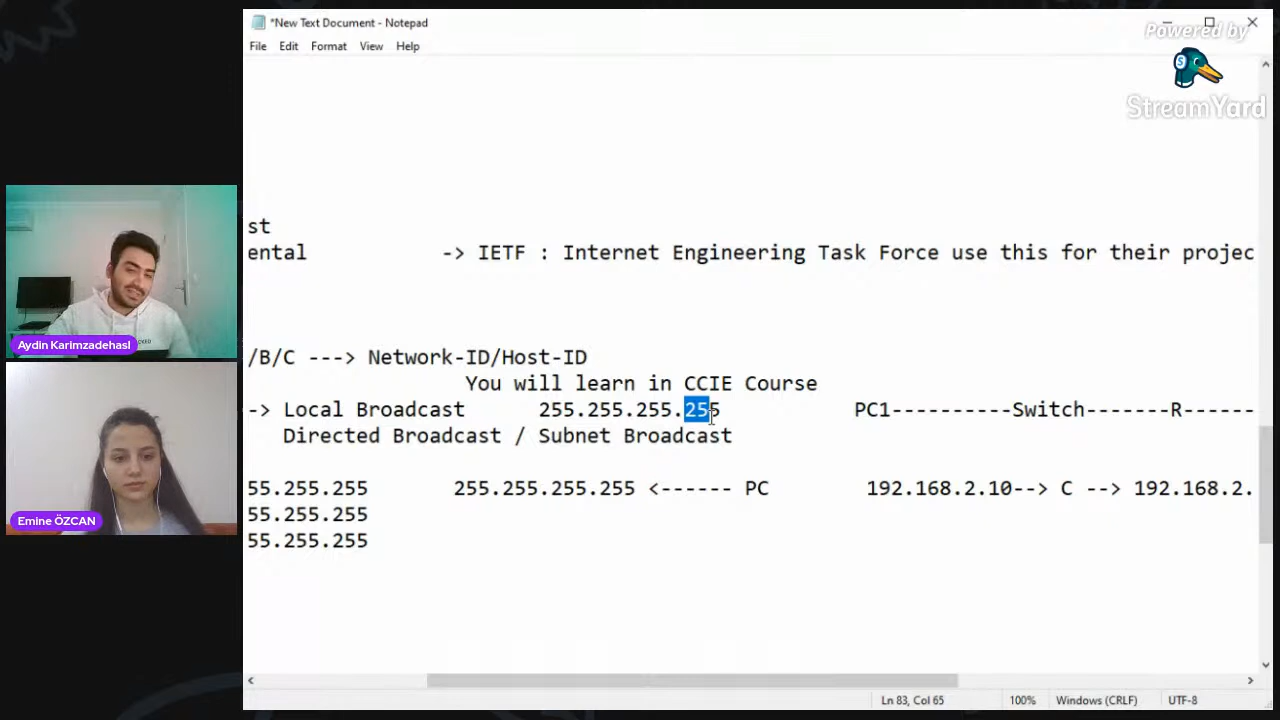 *New Text Document - Notepad
File Edit Format View Help
Powered by
StreamYard
st
ental -> IETF : Internet Engineering Task Force use this for their projec
/B/C ---> Network-ID/Host-ID
You will learn in CCIE Course
-> Local Broadcast 255.255.255.255 PC1----------Switch-------R------
Directed Broadcast / Subnet Broadcast
55.255.255 255.255.255.255 <------ PC 192.168.2.10--> C --> 192.168.2.
55.255.255
55.255.255
Aydin Karimzadehasl
Emine ÖZCAN
Ln 83, Col 65 100% Windows (CRLF) UTF-8